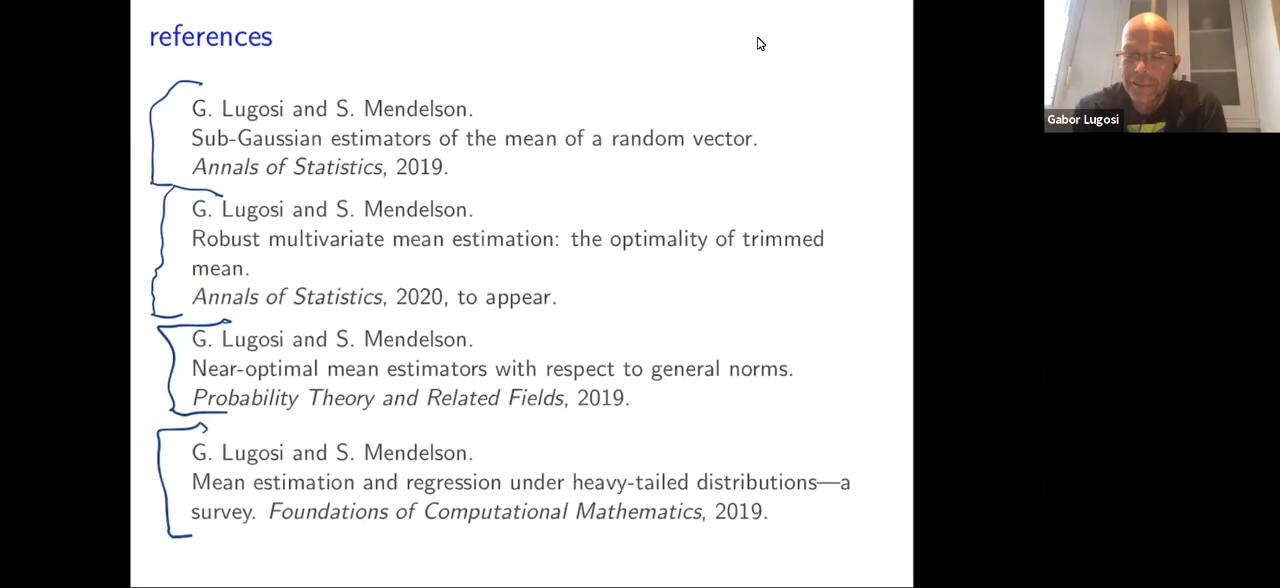 references
G. Lugosi and S. Mendelson.
Sub-Gaussian estimators of the mean of a random vector.
Annals of Statistics, 2019.
G. Lugosi and S. Mendelson.
Robust multivariate mean estimation: the optimality of trimmed
mean.
Annals of Statistics, 2020, to appear.
G. Lugosi and S. Mendelson.
Near-optimal mean estimators with respect to general norms.
Probability Theory and Related Fields, 2019.
G. Lugosi and S. Mendelson.
Mean estimation and regression under heavy-tailed distributions—a
survey. Foundations of Computational Mathematics, 2019.
Gabor Lugosi